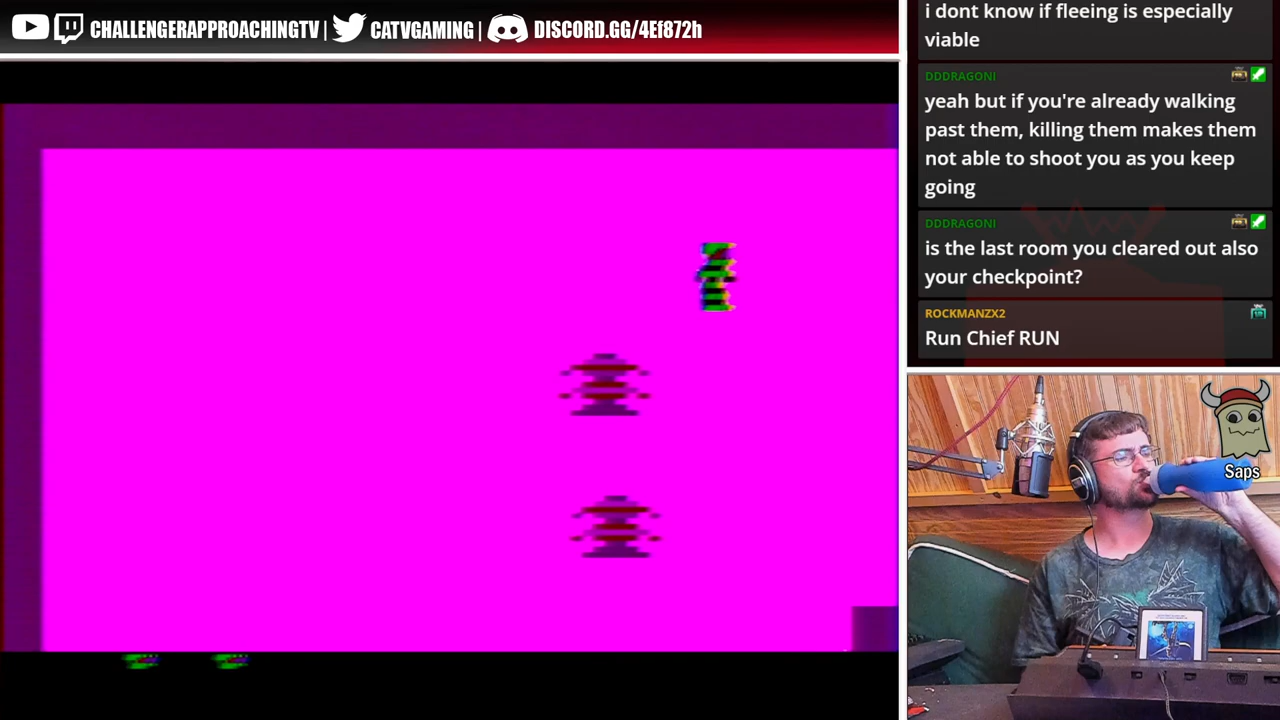 CHALLENGERAPPROACHINGTV | CATVGAMING | DISCORD.GG/4Ef872h
i dont know if fleeing is especially
viable
DDDRAGONI
yeah but if you're already walking
past them, killing them makes them
not able to shoot you as you keep
going
DDDRAGONI
is the last room you cleared out also
your checkpoint?
ROCKMANZX2
Run Chief RUN
Saps